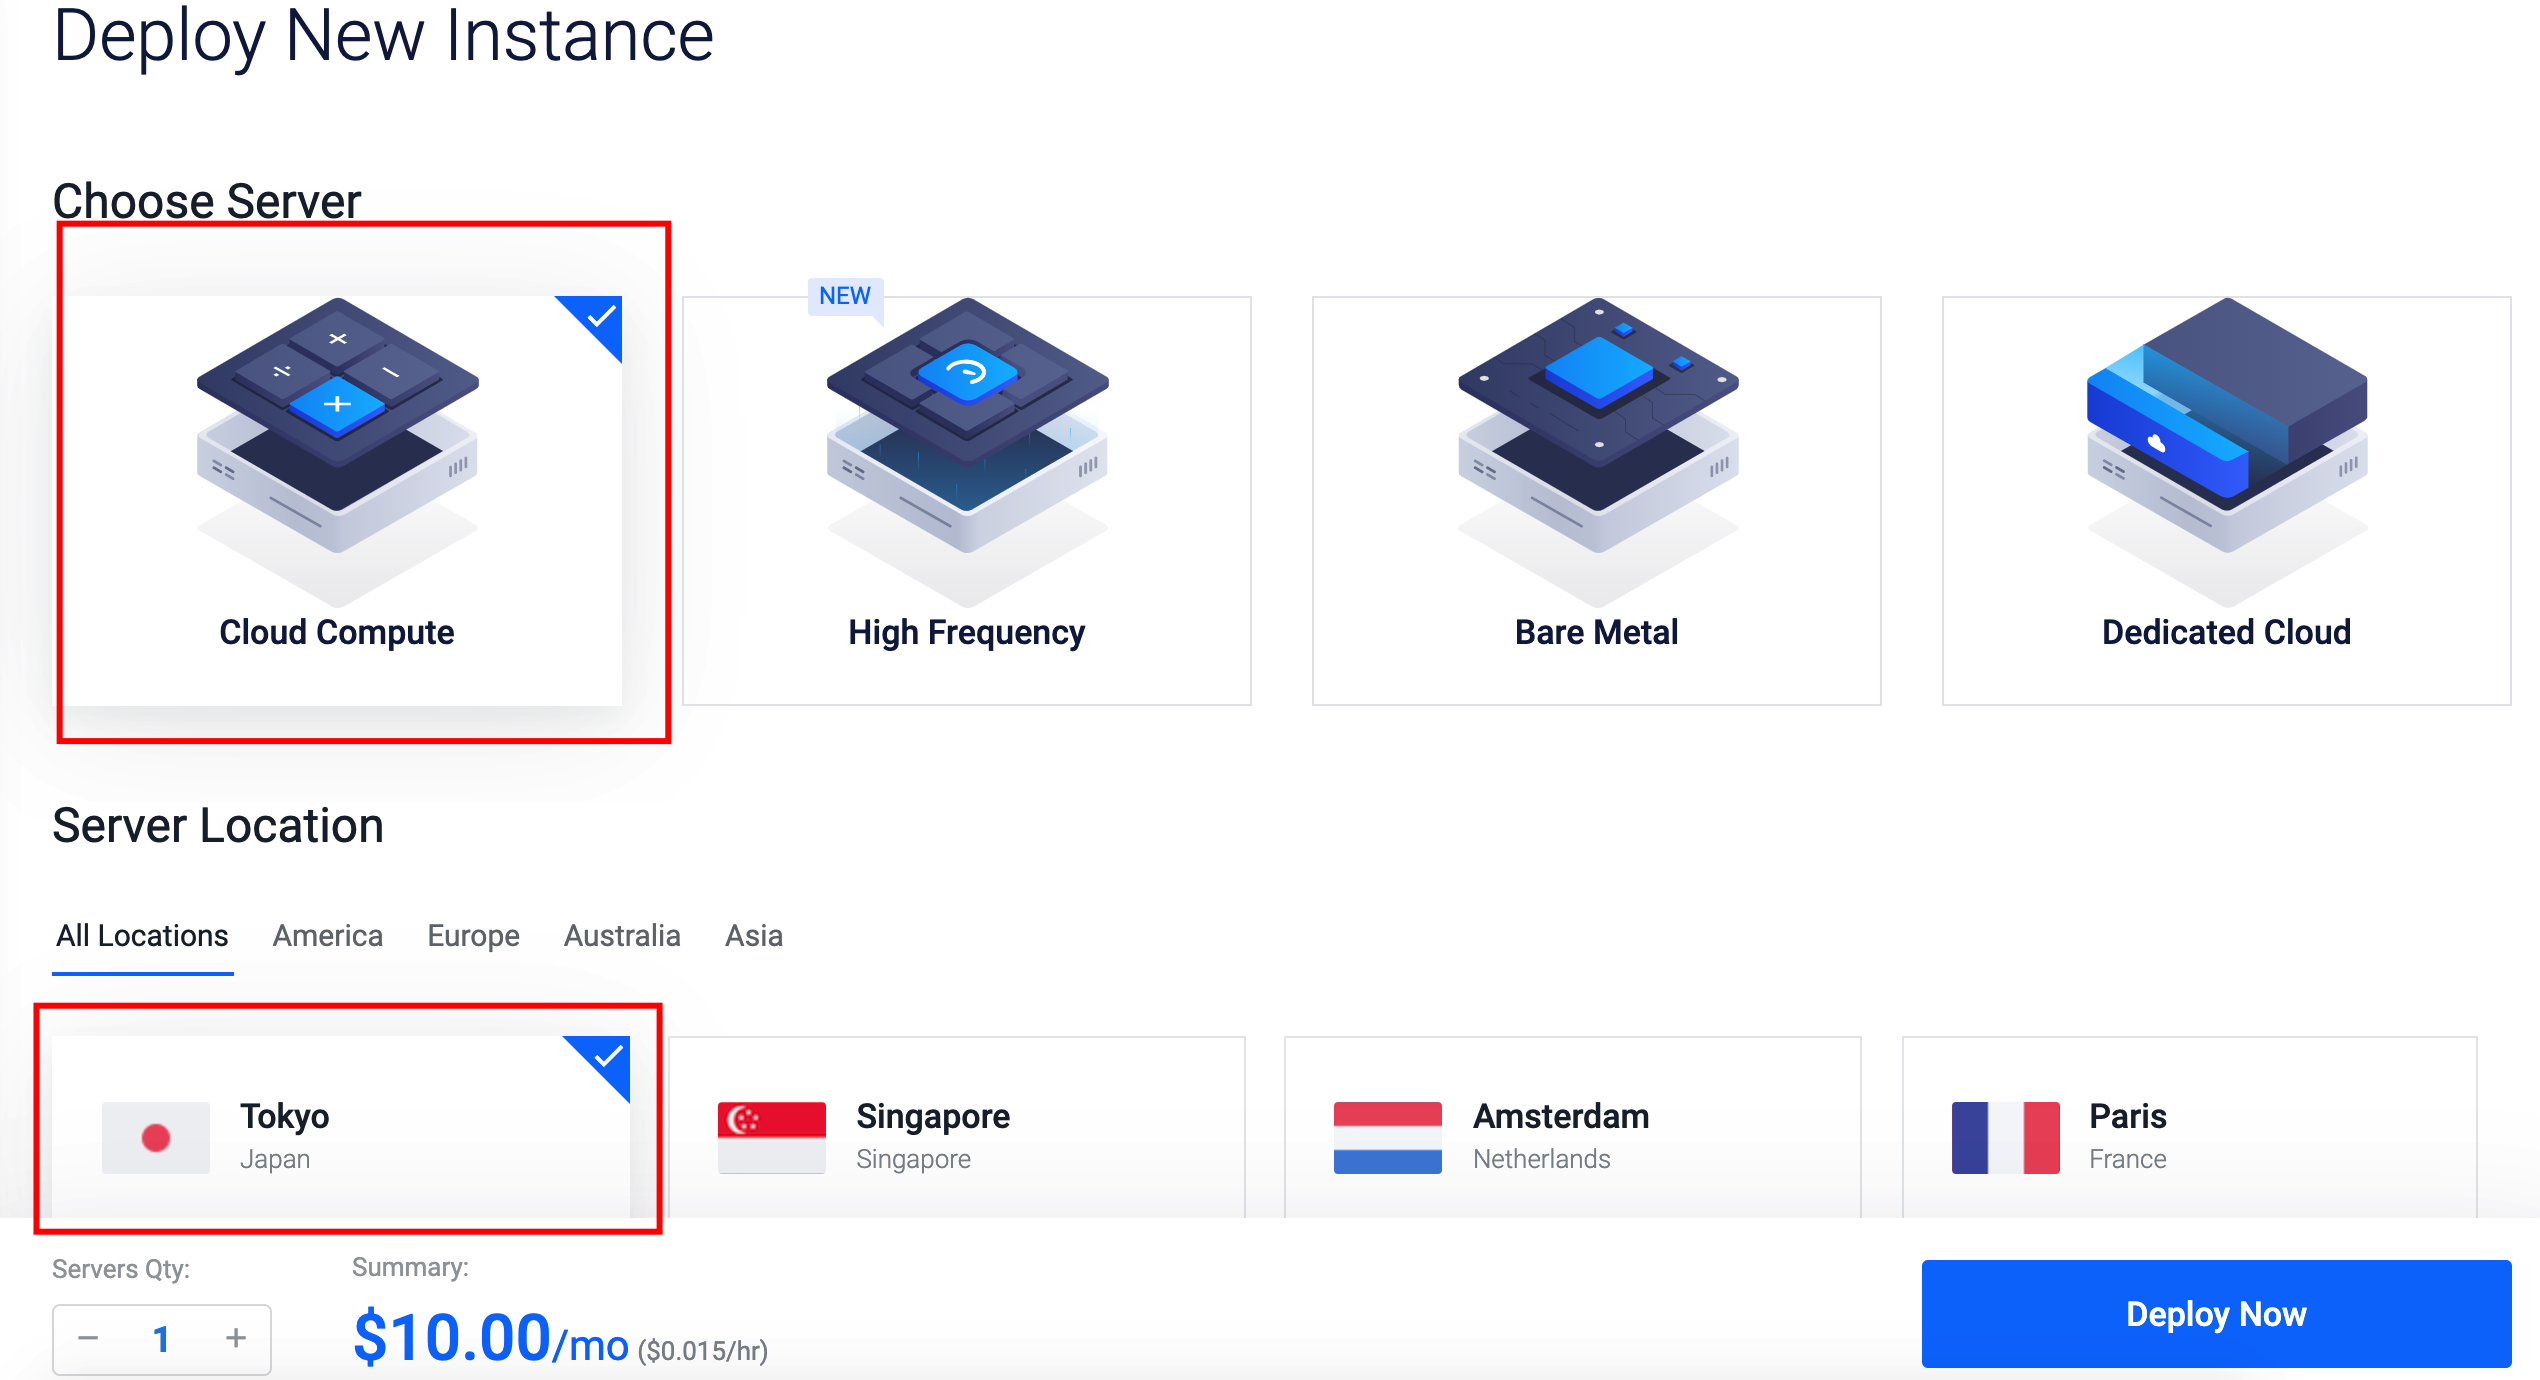 Deploy New Instance
Choose Server
NEW
Cloud Compute
High Frequency
Bare Metal
Dedicated Cloud
Server Location
All Locations America Europe Australia Asia
Tokyo
Japan
Singapore
Singapore
Amsterdam
Netherlands
Paris
France
Servers Qty:
− 1 +
Summary:
$10.00/mo ($0.015/hr)
Deploy Now